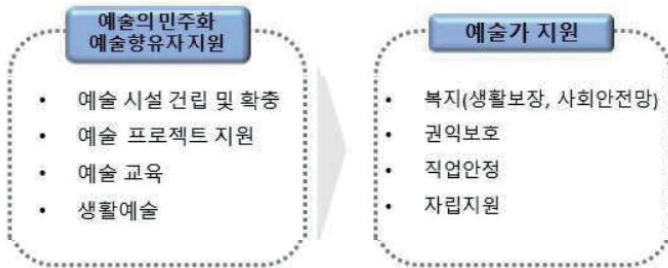 예술의 민주화
예술향유자 지원
• 예술 시설 건립 및 확충
• 예술 프로젝트 지원
• 예술 교육
• 생활예술
예술가 지원
• 복지(생활보장, 사회안전망)
• 권익보호
• 직업안정
• 자립지원